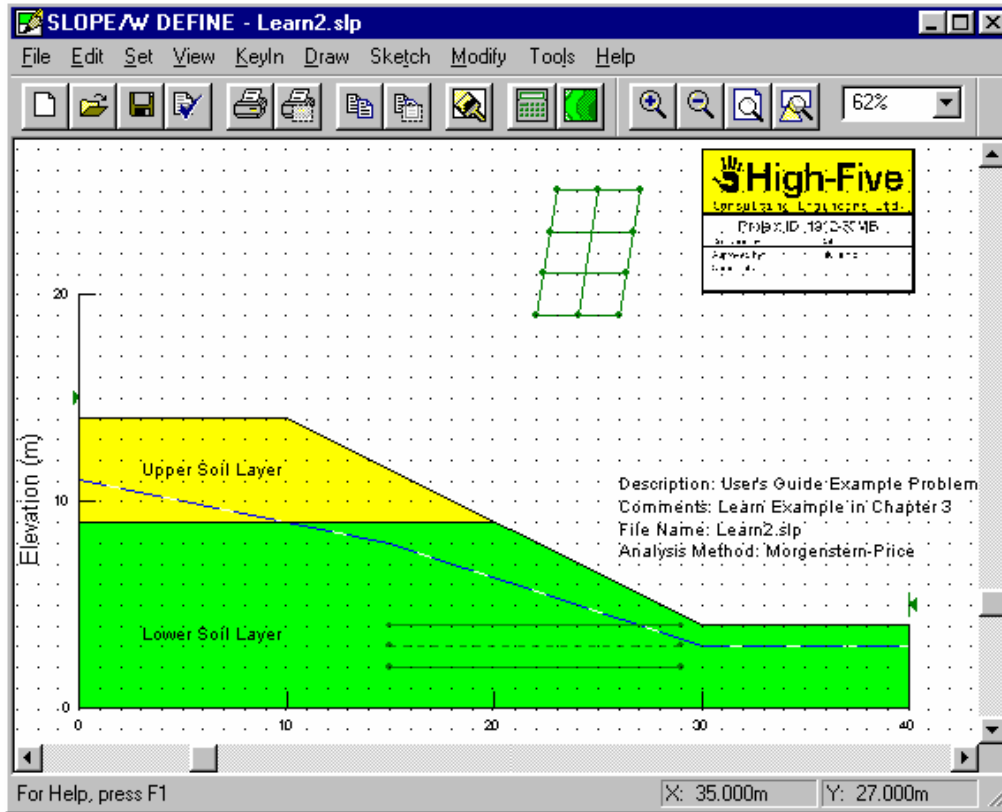 SLOPE/W DEFINE - Learn2.slp
File Edit Set View KeyIn Draw Sketch Modify Tools Help
62%
High-Five
Consulting Engineers Ltd.
Project ID
20
10
0
Elevation (m)
Upper Soil Layer
Lower Soil Layer
Description: User's Guide Example Problem
Comments: Learn Example in Chapter 3
File Name: Learn2.slp
Analysis Method: Morgenstern-Price
0 10 20 30 40
For Help, press F1
X: 35.000m
Y: 27.000m